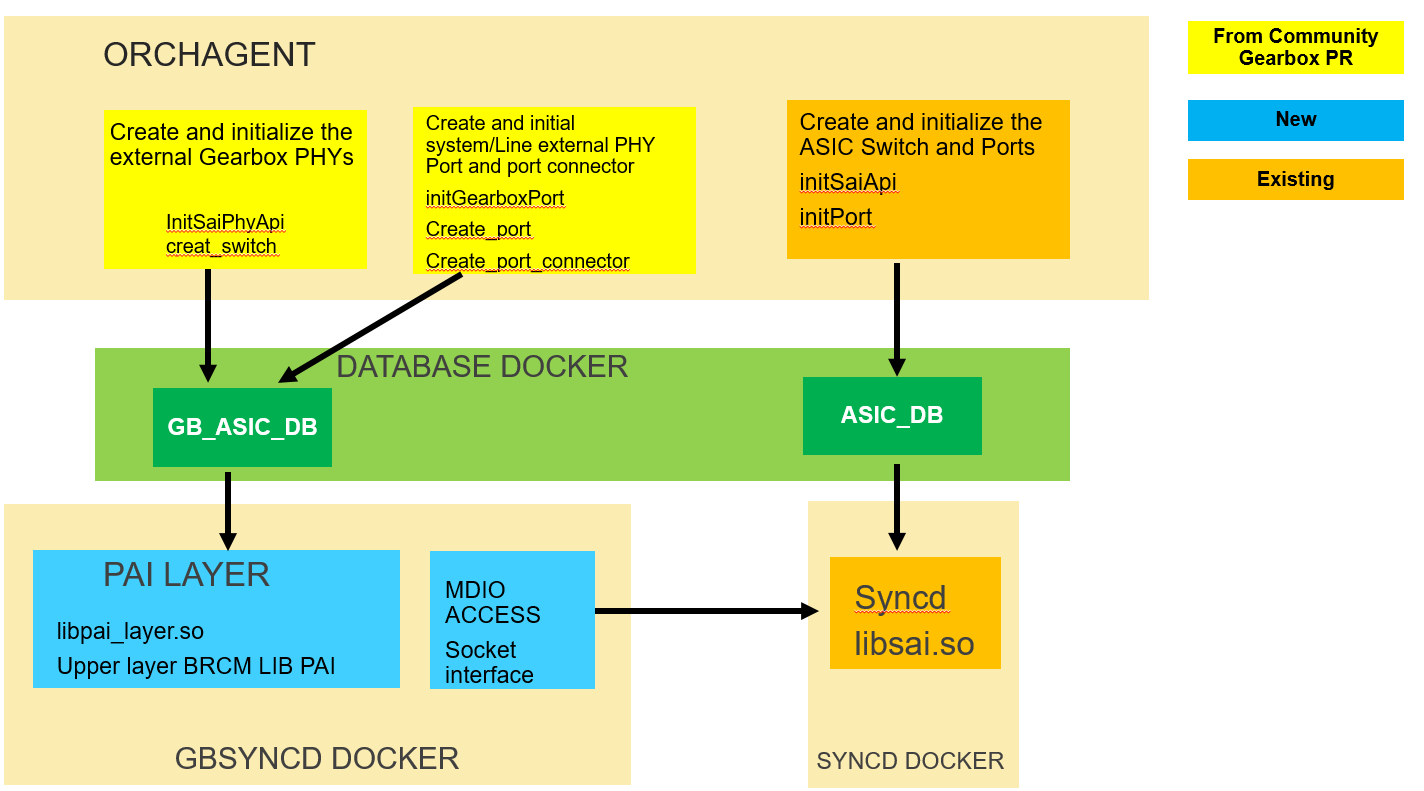 ORCHAGENT
Create and initialize the
external Gearbox PHYs
InitSaiPhyApi
creat_switch
Create and initial
system/Line external PHY
Port and port connector
initGearboxPort
Create_port
Create_port_connector
Create and initialize the
ASIC Switch and Ports
initSaiApi
initPort
From Community
Gearbox PR
New
Existing
DATABASE DOCKER
GB_ASIC_DB
ASIC_DB
PAI LAYER
libpai_layer.so
Upper layer BRCM LIB PAI
MDIO
ACCESS
Socket
interface
GBSYNCD DOCKER
Syncd
libsai.so
SYNCD DOCKER